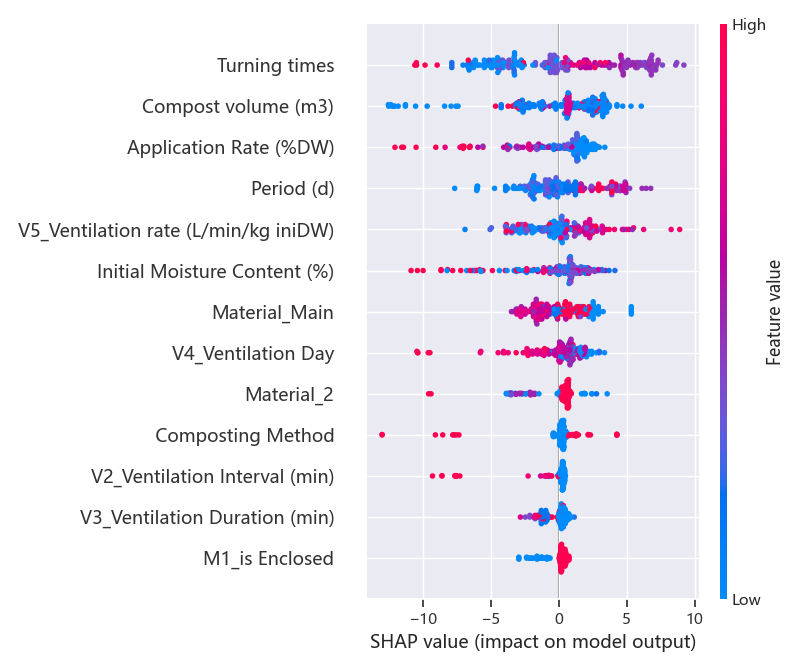 High
Turning times
Compost volume (m3)
Application Rate (%DW)
Period (d)
V5_Ventilation rate (L/min/kg iniDW)
Initial Moisture Content (%)
Material_Main
V4_Ventilation Day
Material_2
Composting Method
V2_Ventilation Interval (min)
V3_Ventilation Duration (min)
M1_is Enclosed
Feature value
Low
−10 −5 0 5 10
SHAP value (impact on model output)